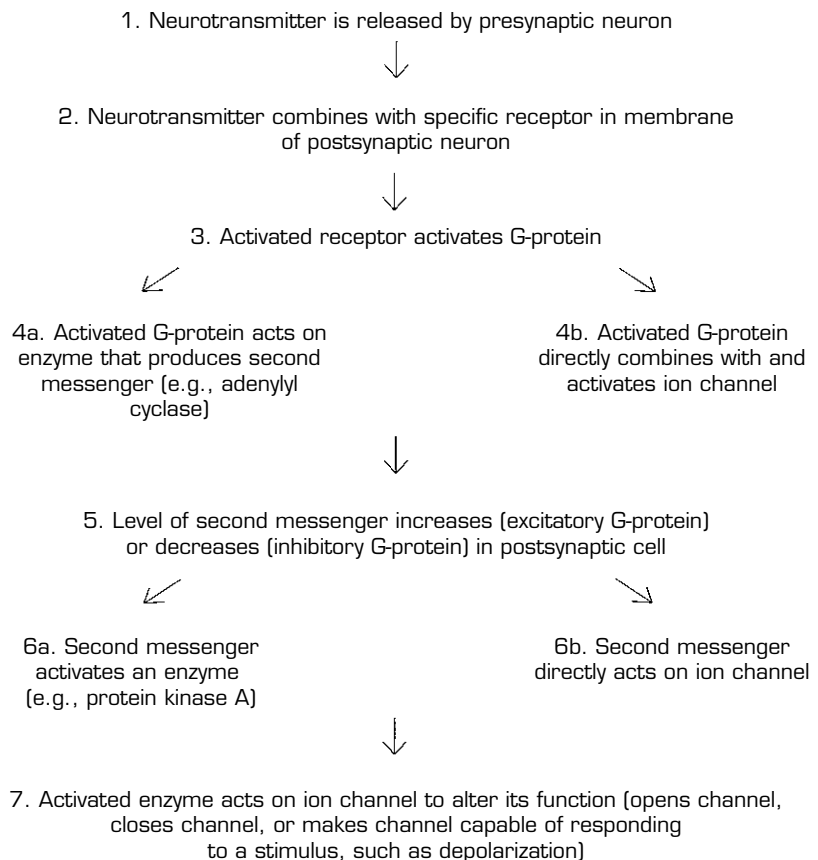 1. Neurotransmitter is released by presynaptic neuron
2. Neurotransmitter combines with specific receptor in membrane
of postsynaptic neuron
3. Activated receptor activates G-protein
4a. Activated G-protein acts on
enzyme that produces second
messenger (e.g., adenylyl
cyclase)
4b. Activated G-protein
directly combines with and
activates ion channel
5. Level of second messenger increases (excitatory G-protein)
or decreases (inhibitory G-protein) in postsynaptic cell
6a. Second messenger
activates an enzyme
(e.g., protein kinase A)
6b. Second messenger
directly acts on ion channel
7. Activated enzyme acts on ion channel to alter its function (opens channel,
closes channel, or makes channel capable of responding
to a stimulus, such as depolarization)